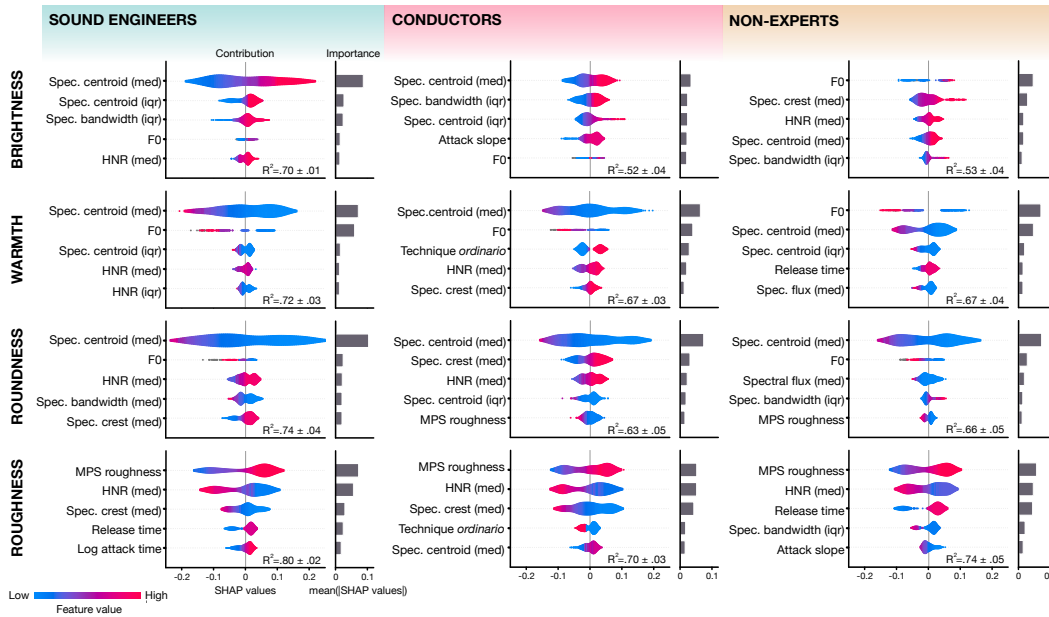 SOUND ENGINEERS
CONDUCTORS
NON-EXPERTS
Contribution
Importance
BRIGHTNESS
Spec. centroid (med)
Spec. centroid (iqr)
Spec. bandwidth (iqr)
F0
HNR (med)
R²=.70 ± .01
Spec. centroid (med)
Spec. bandwidth (iqr)
Spec. centroid (iqr)
Attack slope
F0
R²=.52 ± .04
F0
Spec. crest (med)
HNR (med)
Spec. centroid (med)
Spec. bandwidth (iqr)
R²=.53 ± .04
WARMTH
Spec. centroid (med)
F0
Spec. centroid (iqr)
HNR (med)
HNR (iqr)
R²=.72 ± .03
Spec.centroid (med)
F0
Technique ordinario
HNR (med)
Spec. crest (med)
R²=.67 ± .03
F0
Spec. centroid (med)
Spec. centroid (iqr)
Release time
Spec. flux (med)
R²=.67 ± .04
ROUNDNESS
Spec. centroid (med)
F0
HNR (med)
Spec. bandwidth (med)
Spec. crest (med)
R²=.74 ± .04
Spec. centroid (med)
Spec. crest (med)
HNR (med)
Spec. centroid (iqr)
MPS roughness
R²=.63 ± .05
Spec. centroid (med)
F0
Spectral flux (med)
Spec. bandwidth (iqr)
MPS roughness
R²=.66 ± .05
ROUGHNESS
MPS roughness
HNR (med)
Spec. crest (med)
Release time
Log attack time
R²=.80 ± .02
MPS roughness
HNR (med)
Spec. crest (med)
Technique ordinario
Spec. centroid (med)
R²=.70 ± .03
MPS roughness
HNR (med)
Release time
Spec. bandwidth (iqr)
Attack slope
R²=.74 ± .05
-0.2 -0.1 0 0.1 0.2 0 0.1 -0.2 -0.1 0 0.1 0.2 0 0.1 -0.2 -0.1 0 0.1 0.2 0
SHAP values
mean(|SHAP values|)
Low High
Feature value